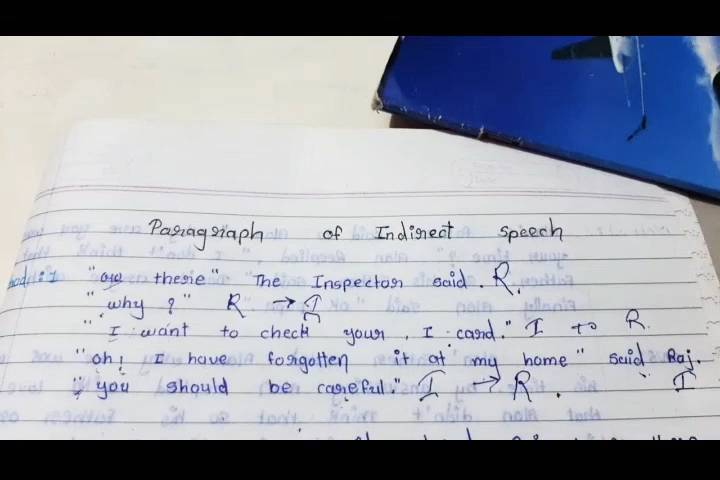 Paragraph of Indirect Speech
there" The Inspector said. R.
"why ?" R → I
"I want to check your I card." I to R
"oh! I have forgotten it at my home" said Raj.
"you should be careful." I → R. I